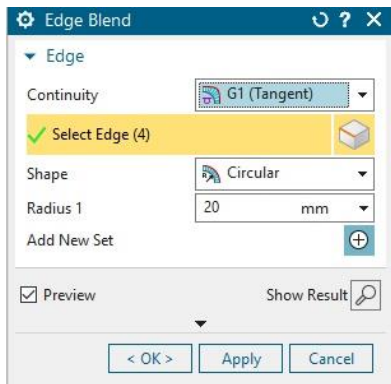 Edge Blend
Edge
Continuity G1 (Tangent)
Select Edge (4)
Shape Circular
Radius 1 20 mm
Add New Set
Preview Show Result
< OK > Apply Cancel